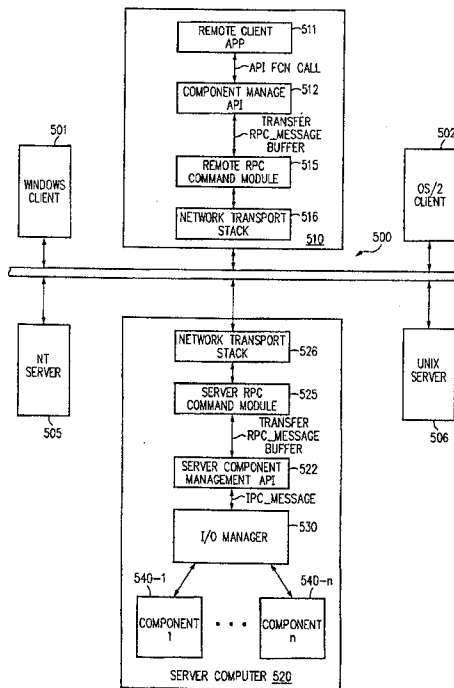 REMOTE CLIENT
APP
511
API FCN CALL
COMPONENT MANAGE
API
512
TRANSFER
RPC_MESSAGE
BUFFER
REMOTE RPC
COMMAND MODULE
515
NETWORK TRANSPORT
STACK
516
510
501
WINDOWS
CLIENT
502
OS/2
CLIENT
500
NT
SERVER
505
UNIX
SERVER
506
NETWORK TRANSPORT
STACK
526
SERVER RPC
COMMAND MODULE
525
TRANSFER
RPC_MESSAGE
BUFFER
SERVER COMPONENT
MANAGEMENT API
522
IPC_MESSAGE
I/O MANAGER
530
540-1
COMPONENT
1
• • •
540-n
COMPONENT
n
SERVER COMPUTER 520